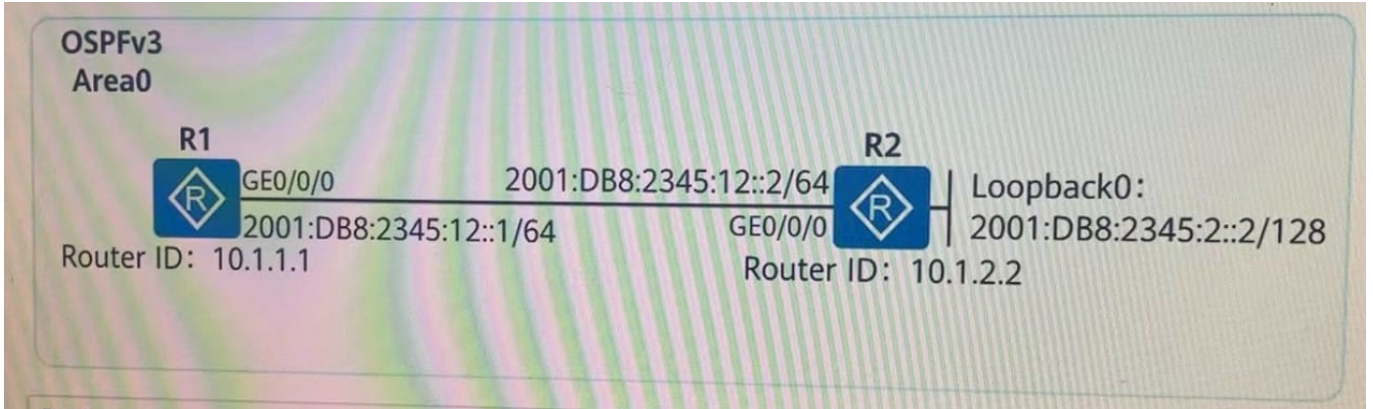 OSPFv3
Area0
R1
R2
GE0/0/0
2001:DB8:2345:12::2/64
Loopback0:
R
R
2001:DB8:2345:12::1/64
GE0/0/0
2001:DB8:2345:2::2/128
Router ID: 10.1.1.1
Router ID: 10.1.2.2